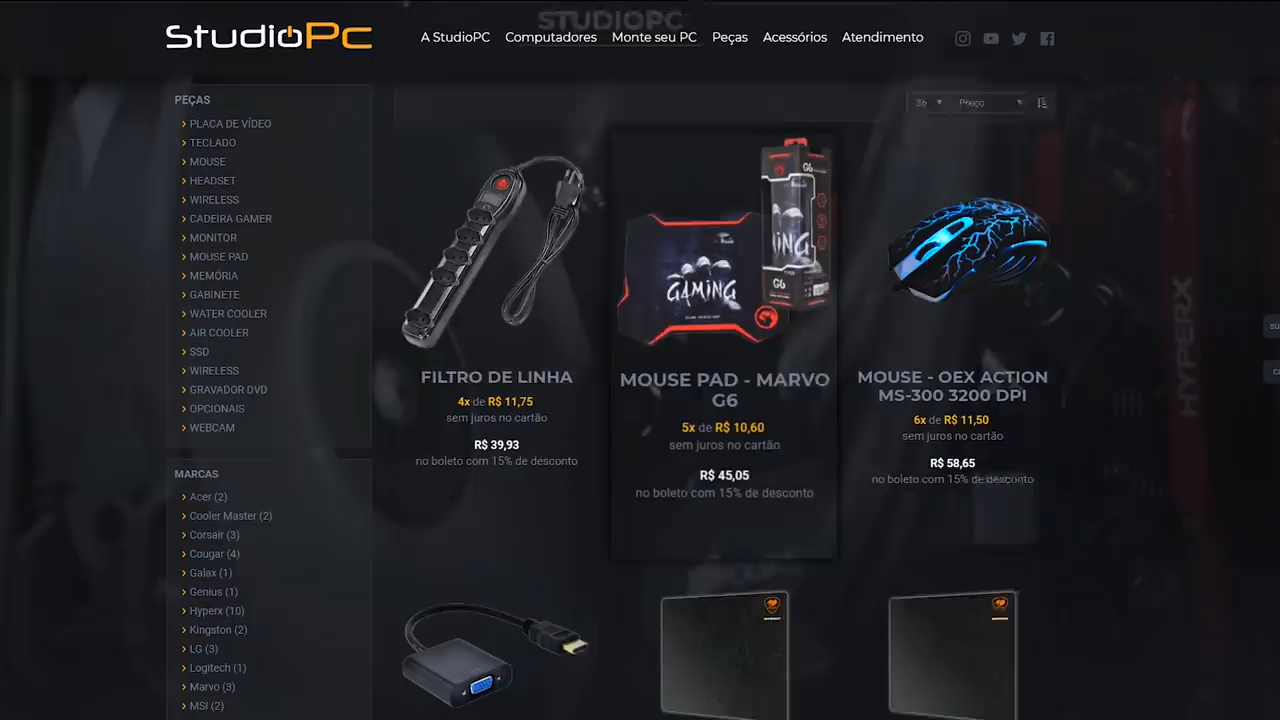 STUDIOPC
StudioPc
A StudioPC
Computadores
Monte seu PC
Peças
Acessórios
Atendimento
PEÇAS
PLACA DE VÍDEO
TECLADO
MOUSE
HEADSET
WIRELESS
CADEIRA GAMER
MONITOR
MOUSE PAD
MEMÓRIA
GABINETE
WATER COOLER
AIR COOLER
SSD
WIRELESS
GRAVADOR DVD
OPCIONAIS
WEBCAM
MARCAS
Acer (2)
Cooler Master (2)
Corsair (3)
Cougar (4)
Galax (1)
Genius (1)
Hyperx (10)
Kingston (2)
LG (3)
Logitech (1)
Marvo (3)
MSI (2)
Preço
FILTRO DE LINHA
4x de R$ 11,75
sem juros no cartão
R$ 39,93
no boleto com 15% de desconto
G6
GAMING
G6
MOUSE PAD - MARVO
G6
5x de R$ 10,60
sem juros no cartão
R$ 45,05
no boleto com 15% de desconto
MOUSE - OEX ACTION
MS-300 3200 DPI
6x de R$ 11,50
sem juros no cartão
R$ 58,65
no boleto com 15% de desconto
HYPERX